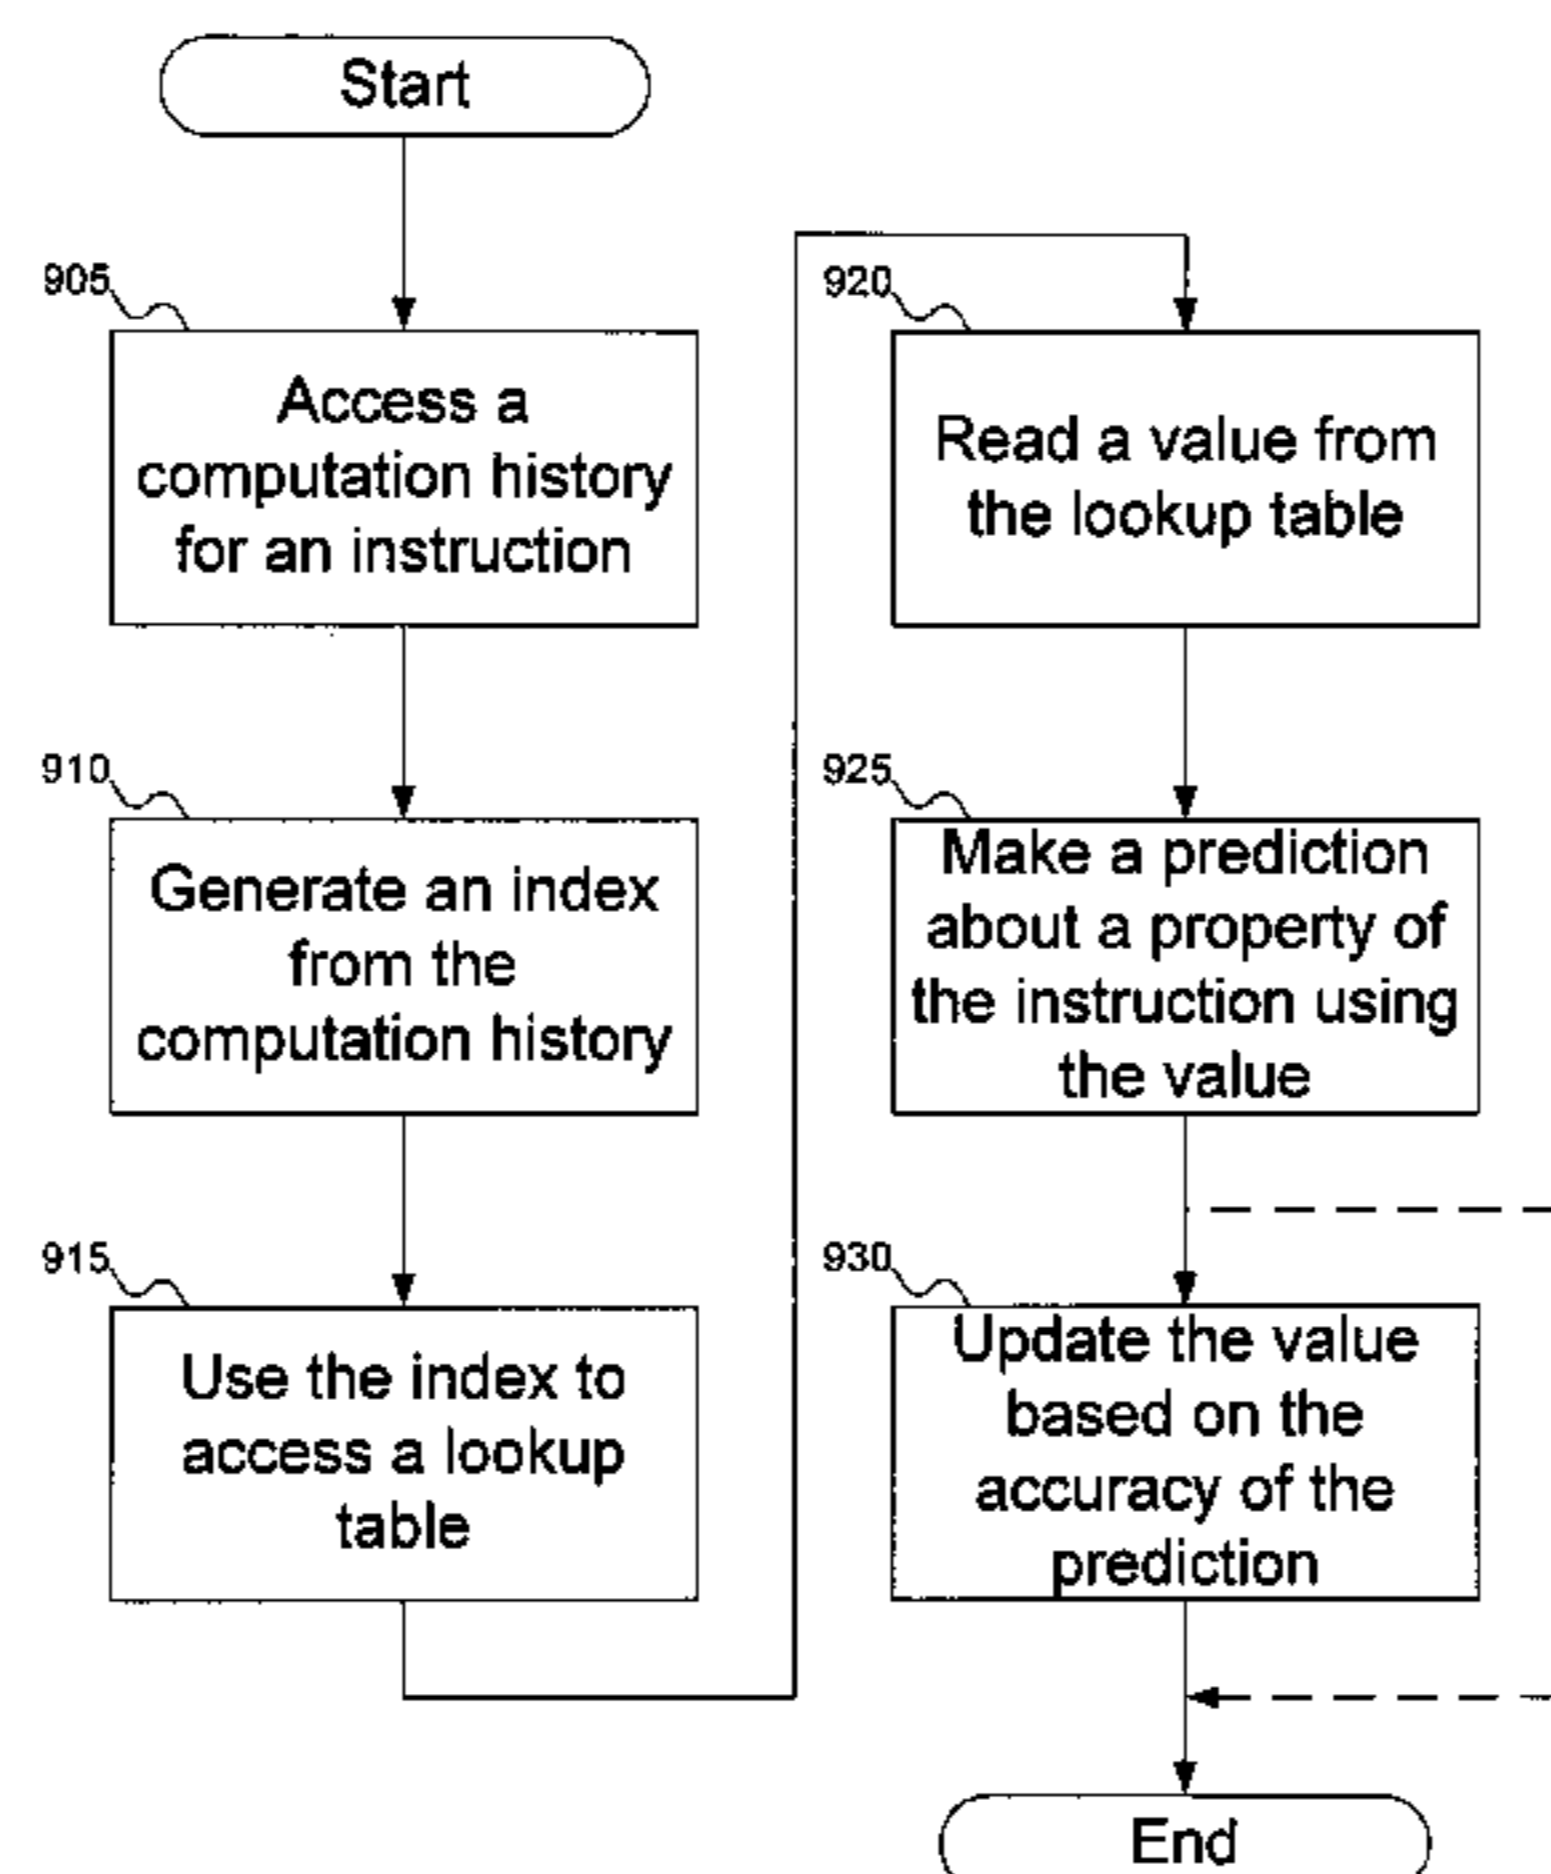 Start
905
Access a
computation history
for an instruction
910
Generate an index
from the
computation history
915
Use the index to
access a lookup
table
920
Read a value from
the lookup table
925
Make a prediction
about a property of
the instruction using
the value
930
Update the value
based on the
accuracy of the
prediction
End